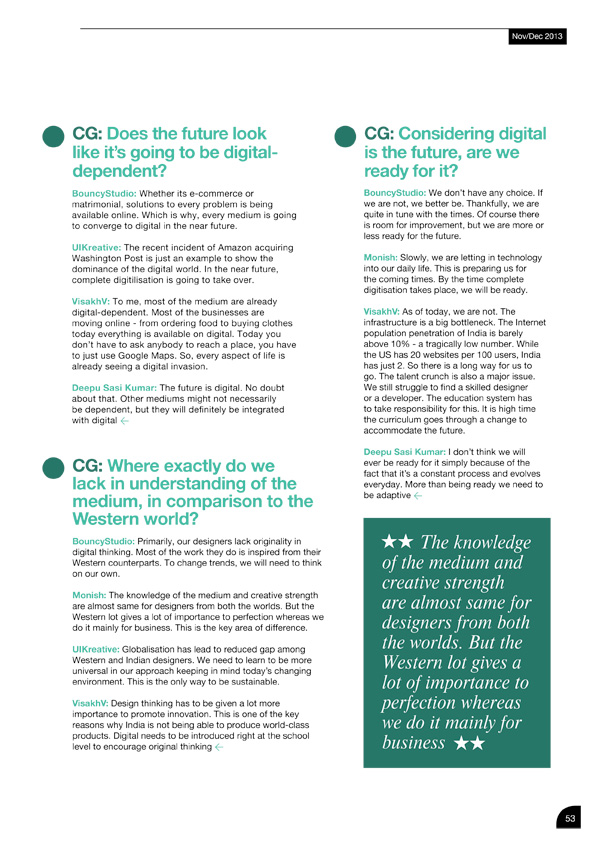 Nov/Dec 2013
CG: Does the future look
like it's going to be digital-
dependent?
BouncyStudio: Whether its e-commerce or
matrimonial, solutions to every problem is being
available online. Which is why, every medium is going
to converge to digital in the near future.
UIKreative: The recent incident of Amazon acquiring
Washington Post is just an example to show the
dominance of the digital world. In the near future,
complete digitilisation is going to take over.
VisakhV: To me, most of the medium are already
digital-dependent. Most of the businesses are
moving online - from ordering food to buying clothes
today everything is available on digital. Today you
don't have to ask anybody to reach a place, you have
to just use Google Maps. So, every aspect of life is
already seeing a digital invasion.
Deepu Sasi Kumar: The future is digital. No doubt
about that. Other mediums might not necessarily
be dependent, but they will definitely be integrated
with digital
CG: Where exactly do we
lack in understanding of the
medium, in comparison to the
Western world?
BouncyStudio: Primarily, our designers lack originality in
digital thinking. Most of the work they do is inspired from their
Western counterparts. To change trends, we will need to think
on our own.
Monish: The knowledge of the medium and creative strength
are almost same for designers from both the worlds. But the
Western lot gives a lot of importance to perfection whereas we
do it mainly for business. This is the key area of difference.
UIKreative: Globalisation has lead to reduced gap among
Western and Indian designers. We need to learn to be more
universal in our approach keeping in mind today's changing
environment. This is the only way to be sustainable.
VisakhV: Design thinking has to be given a lot more
importance to promote innovation. This is one of the key
reasons why India is not being able to produce world-class
products. Digital needs to be introduced right at the school
level to encourage original thinking
CG: Considering digital
is the future, are we
ready for it?
BouncyStudio: We don't have any choice. If
we are not, we better be. Thankfully, we are
quite in tune with the times. Of course there
is room for improvement, but we are more or
less ready for the future.
Monish: Slowly, we are letting in technology
into our daily life. This is preparing us for
the coming times. By the time complete
digitisation takes place, we will be ready.
VisakhV: As of today, we are not. The
infrastructure is a big bottleneck. The Internet
population penetration of India is barely
above 10% - a tragically low number. While
the US has 20 websites per 100 users, India
has just 2. So there is a long way for us to
go. The talent crunch is also a major issue.
We still struggle to find a skilled designer
or a developer. The education system has
to take responsibility for this. It is high time
the curriculum goes through a change to
accommodate the future.
Deepu Sasi Kumar: I don't think we will
ever be ready for it simply because of the
fact that it's a constant process and evolves
everyday. More than being ready we need to
be adaptive
The knowledge
of the medium and
creative strength
are almost same for
designers from both
the worlds. But the
Western lot gives a
lot of importance to
perfection whereas
we do it mainly for
business
53